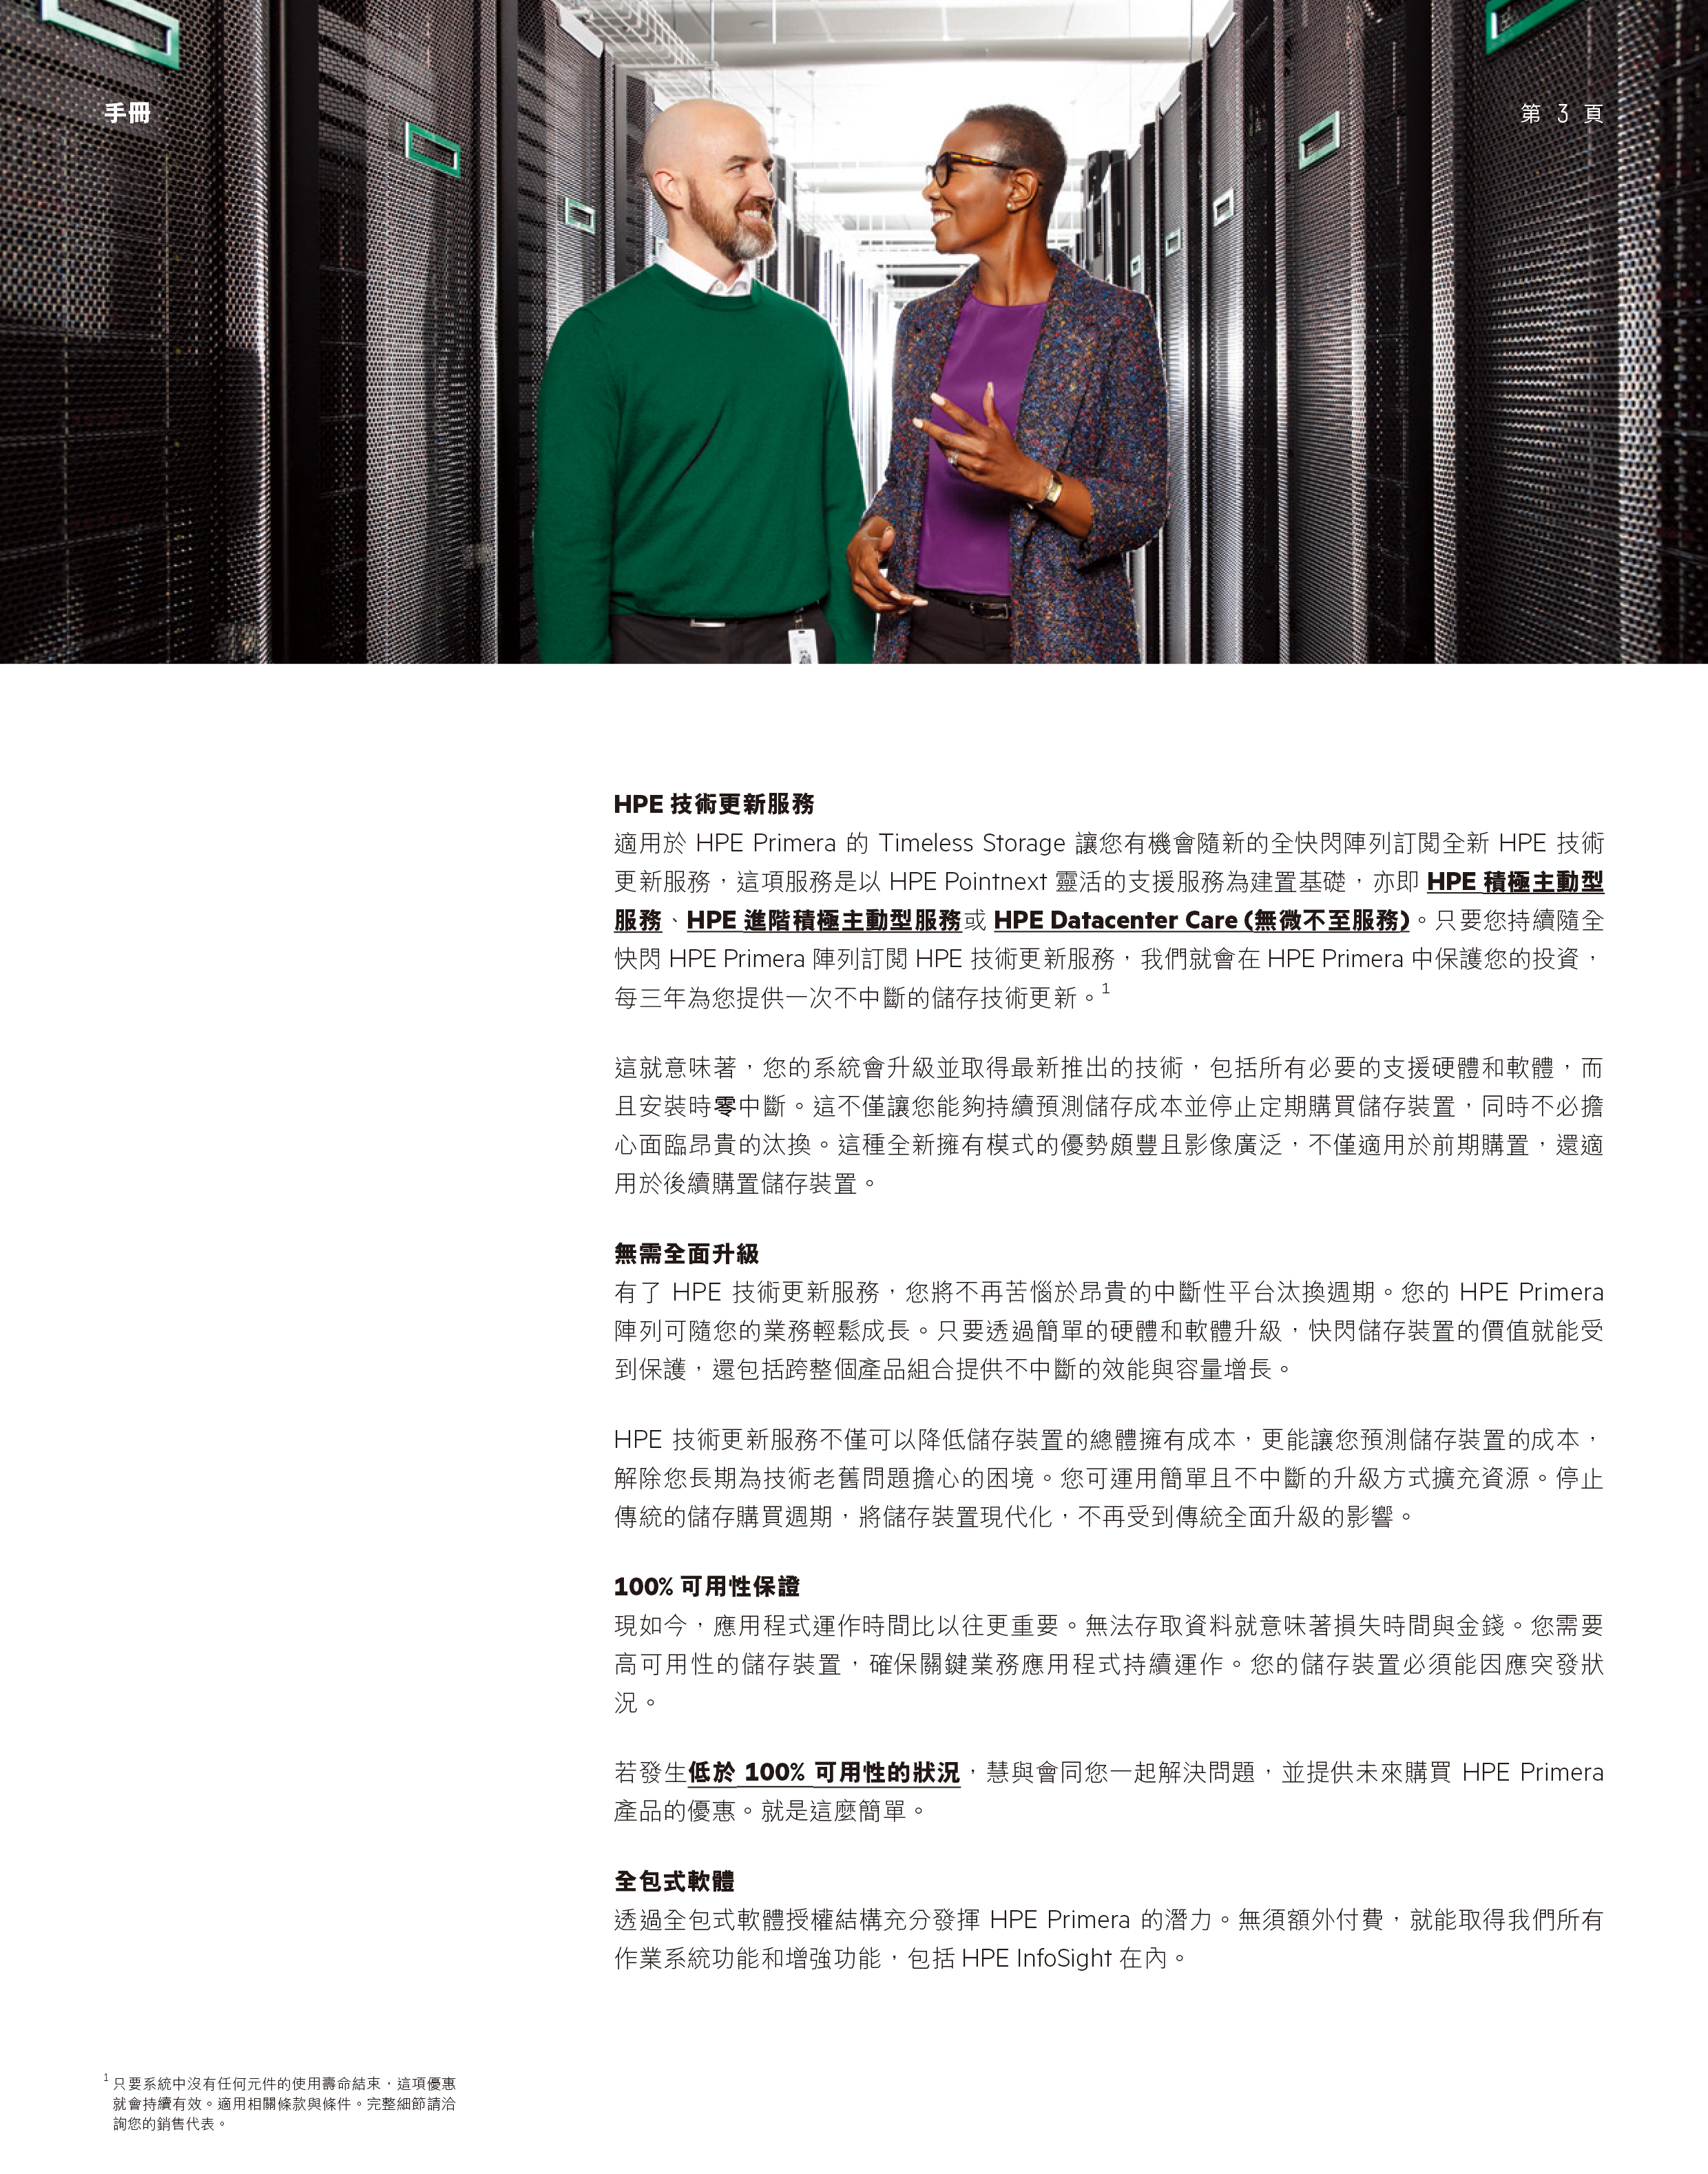 手冊
第 3 頁
HPE 技術更新服務
適用於 HPE Primera 的 Timeless Storage 讓您有機會隨新的全快閃陣列訂閱全新 HPE 技術
更新服務，這項服務是以 HPE Pointnext 靈活的支援服務為建置基礎，亦即 HPE 積極主動型
服務、HPE 進階積極主動型服務或 HPE Datacenter Care (無微不至服務)。只要您持續隨全
快閃 HPE Primera 陣列訂閱 HPE 技術更新服務，我們就會在 HPE Primera 中保護您的投資，
每三年為您提供一次不中斷的儲存技術更新。1
這就意味著，您的系統會升級並取得最新推出的技術，包括所有必要的支援硬體和軟體，而
且安裝時零中斷。這不僅讓您能夠持續預測儲存成本並停止定期購買儲存裝置，同時不必擔
心面臨昂貴的汰換。這種全新擁有模式的優勢頗豐且影像廣泛，不僅適用於前期購置，還適
用於後續購置儲存裝置。
無需全面升級
有了 HPE 技術更新服務，您將不再苦惱於昂貴的中斷性平台汰換週期。您的 HPE Primera
陣列可隨您的業務輕鬆成長。只要透過簡單的硬體和軟體升級，快閃儲存裝置的價值就能受
到保護，還包括跨整個產品組合提供不中斷的效能與容量增長。
HPE 技術更新服務不僅可以降低儲存裝置的總體擁有成本，更能讓您預測儲存裝置的成本，
解除您長期為技術老舊問題擔心的困境。您可運用簡單且不中斷的升級方式擴充資源。停止
傳統的儲存購買週期，將儲存裝置現代化，不再受到傳統全面升級的影響。
100% 可用性保證
現如今，應用程式運作時間比以往更重要。無法存取資料就意味著損失時間與金錢。您需要
高可用性的儲存裝置，確保關鍵業務應用程式持續運作。您的儲存裝置必須能因應突發狀
況。
若發生低於 100% 可用性的狀況，慧與會同您一起解決問題，並提供未來購買 HPE Primera
產品的優惠。就是這麼簡單。
全包式軟體
透過全包式軟體授權結構充分發揮 HPE Primera 的潛力。無須額外付費，就能取得我們所有
作業系統功能和增強功能，包括 HPE InfoSight 在內。
1 只要系統中沒有任何元件的使用壽命結束，這項優惠
就會持續有效。適用相關條款與條件。完整細節請洽
詢您的銷售代表。